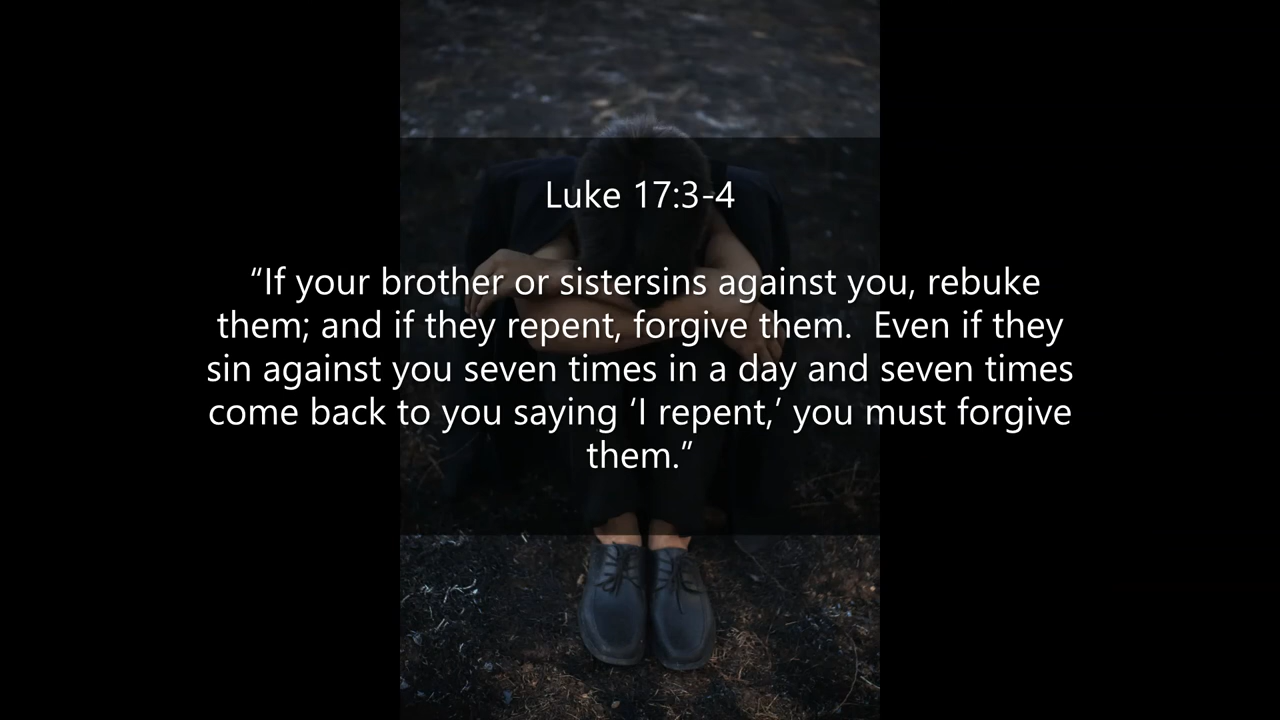 Luke 17:3-4
“If your brother or sistersins against you, rebuke
them; and if they repent, forgive them.  Even if they
sin against you seven times in a day and seven times
come back to you saying ‘I repent,’ you must forgive
them.”